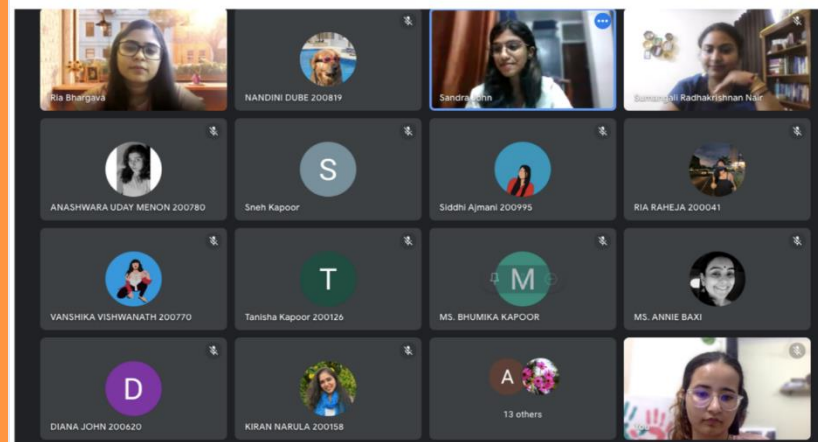 Ria Bhargava
NANDINI DUBE 200819
Sandra John
Sumangali Radhakrishnan Nair
ANASHWARA UDAY MENON 200780
S
Sneh Kapoor
Siddhi Ajmani 200995
RIA RAHEJA 200041
VANSHIKA VISHWANATH 200770
T
Tanisha Kapoor 200126
M
MS. BHUMIKA KAPOOR
MS. ANNIE BAXI
D
DIANA JOHN 200620
KIRAN NARULA 200158
A
13 others